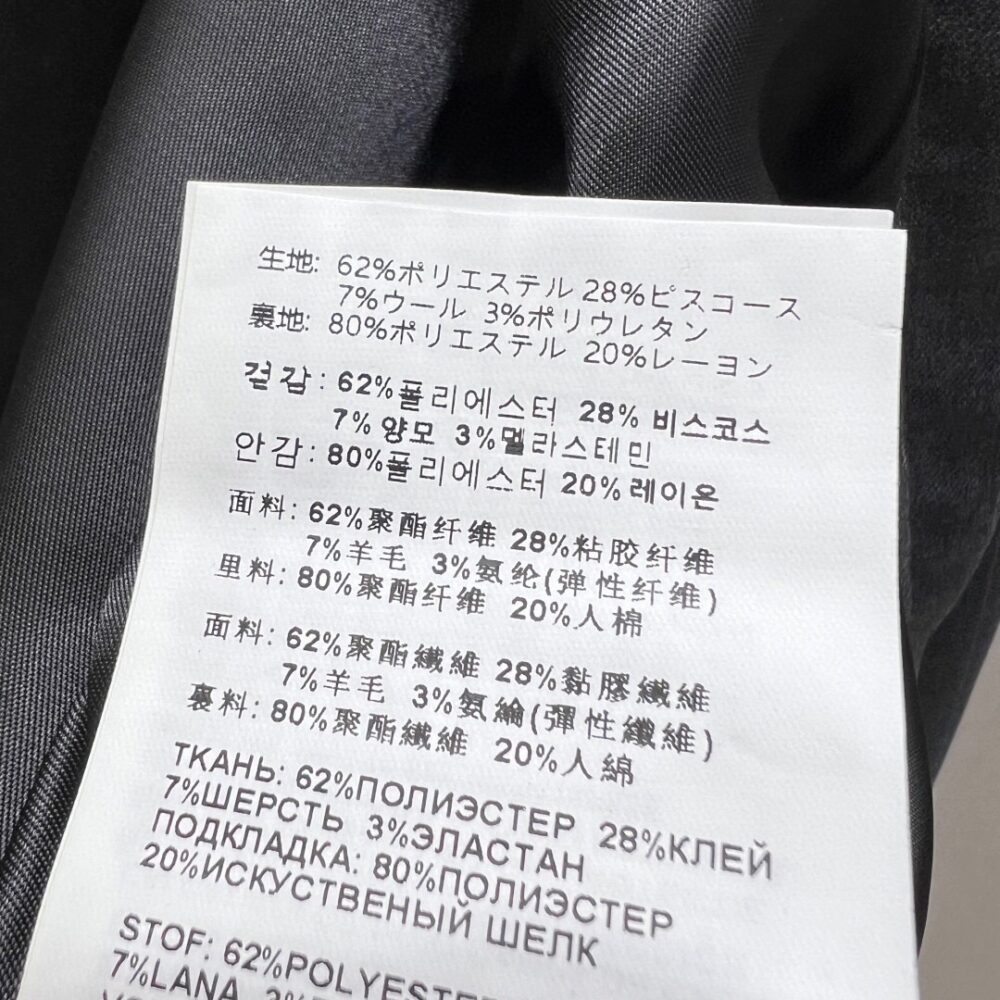 生地: 62%ポリエステル 28%ピスコース
7%ウール 3%ポリウレタン
裏地: 80%ポリエステル 20%レーヨン
겉감: 62%폴리에스터 28% 비스코스
7% 양모 3%멜라스테민
안감: 80%폴리에스터 20%레이온
面料: 62%聚酯纤维 28%粘胶纤维
7%羊毛 3%氨纶(弹性纤维)
里料: 80%聚酯纤维 20%人棉
面料: 62%聚酯纖維 28%黏膠纖維
7%羊毛 3%氨綸(彈性纖維)
裏料: 80%聚酯纖維 20%人綿
ТКАНЬ: 62%ПОЛИЭСТЕР 28%КЛЕЙ
7%ШЕРСТЬ 3%ЭЛАСТАН
ПОДКЛАДКА: 80%ПОЛИЭСТЕР
20%ИСКУСТВЕНЫЙ ШЕЛК
STOF: 62%POLYESTE
7%LANA 3%